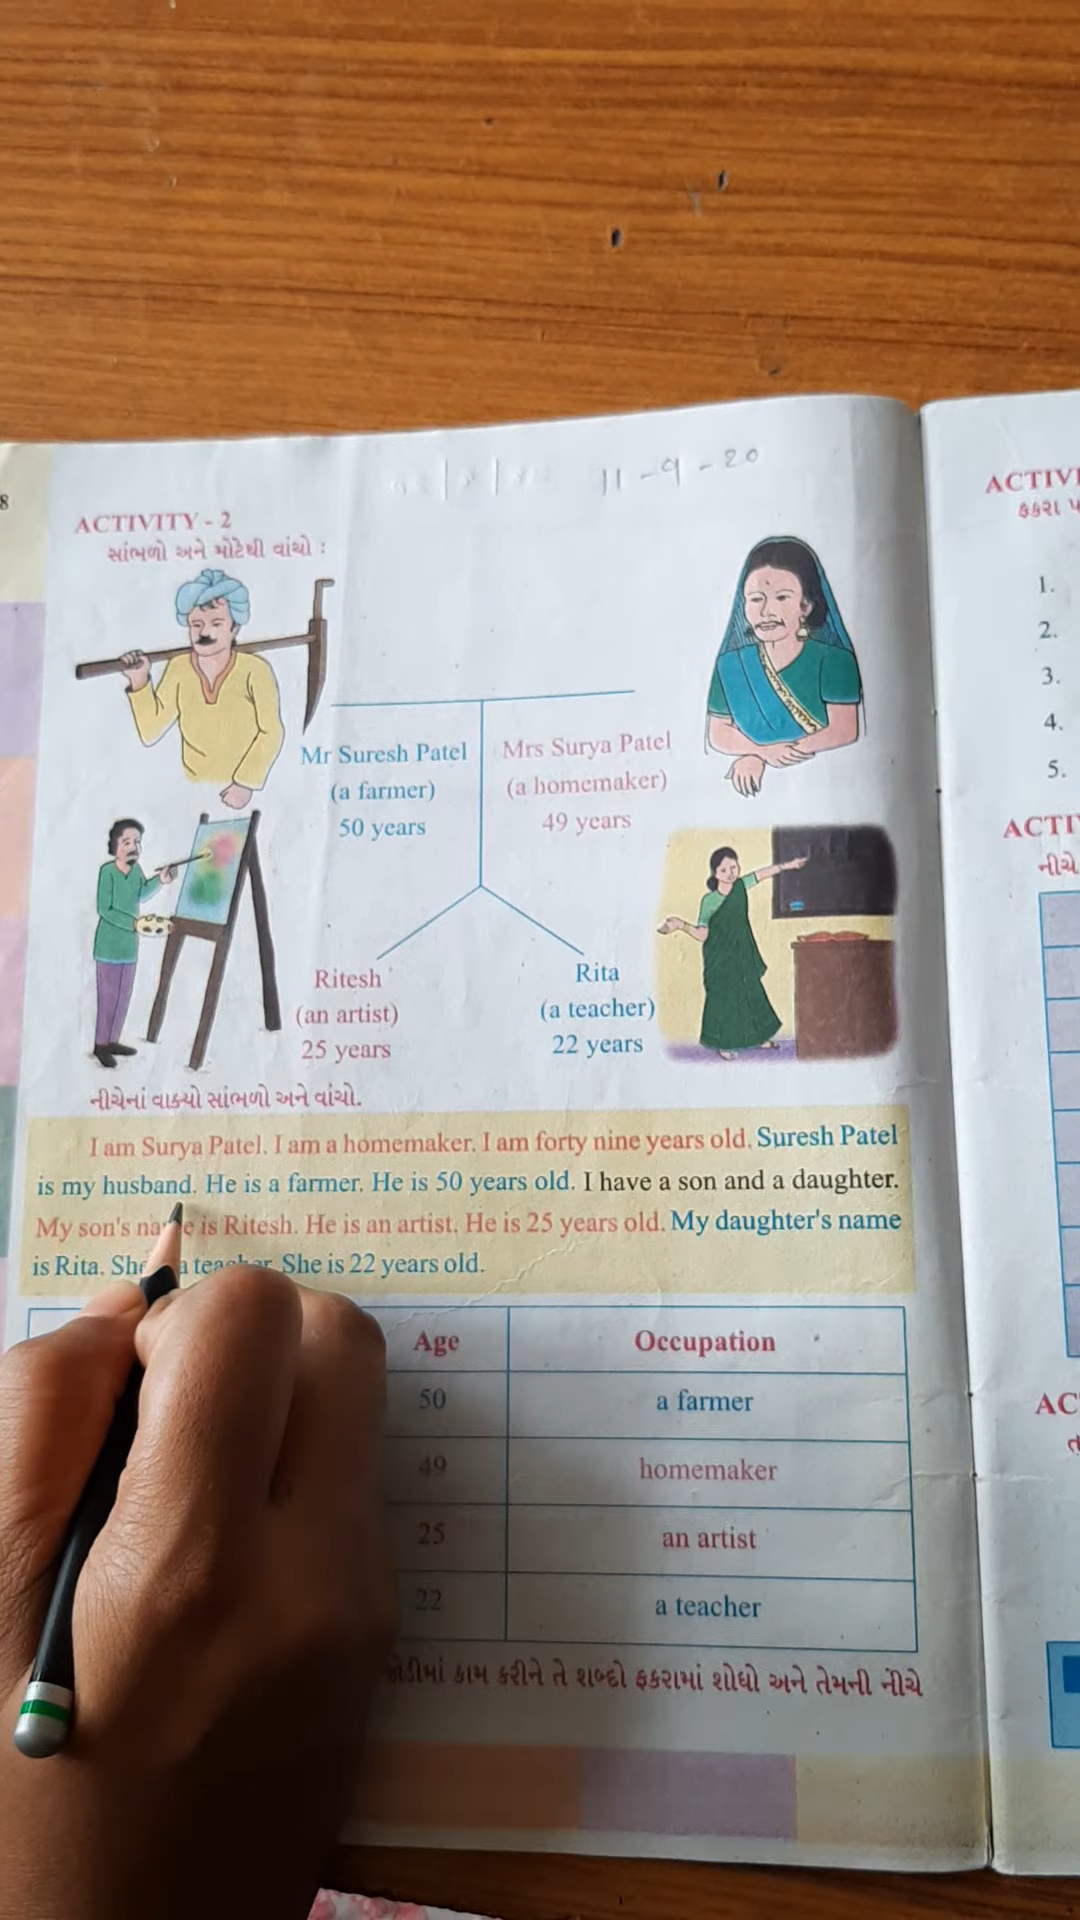 8
11-9-20
ACTIVITY - 2
સાંભળો અને મોટેથી વાંચો :
Mr Suresh Patel
(a farmer)
50 years
Mrs Surya Patel
(a homemaker)
49 years
Ritesh
(an artist)
25 years
Rita
(a teacher)
22 years
નીચેનાં વાક્યો સાંભળો અને વાંચો.
I am Surya Patel. I am a homemaker. I am forty nine years old. Suresh Patel
is my husband. He is a farmer. He is 50 years old. I have a son and a daughter.
My son's name is Ritesh. He is an artist. He is 25 years old. My daughter's name
is Rita. She a teacher. She is 22 years old.
Age Occupation
50 a farmer
49 homemaker
25 an artist
22 a teacher
કામ કરીને તે શબ્દો ફકરામાં શોધો અને તેમની નીચે
ACTIV
ફકરા
1.
2.
3.
4.
5.
ACTI
નીચે
AC